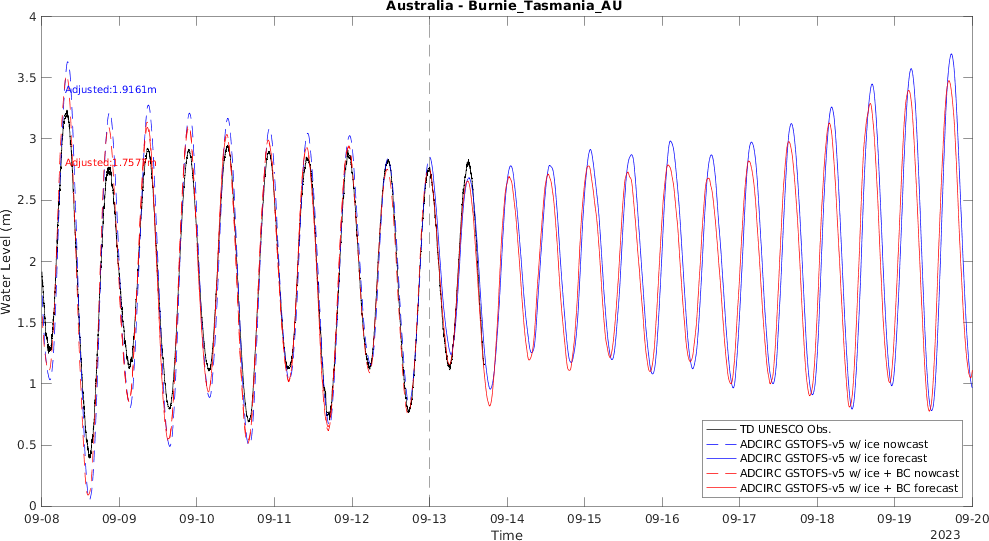 Australia - Burnie_Tasmania_AU
Water Level (m)
4
3.5
3
2.5
2
1.5
1
0.5
0
Adjusted:1.9161m
TD UNESCO Obs.
ADCIRC GSTOFS-v5 w/ ice nowcast
ADCIRC GSTOFS-v5 w/ ice forecast
ADCIRC GSTOFS-v5 w/ ice + BC nowcast
ADCIRC GSTOFS-v5 w/ ice + BC forecast
09-08 09-09 09-10 09-11 09-12 09-13 09-14 09-15 09-16 09-17 09-18 09-19 09-20
Time
2023